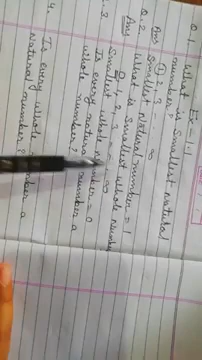 Ex - 1.1
Q.1. What is Smallest Natural
number?
Ans ① 2, 3 - - ∞
Smallest Natural number = 1
Q.2. What is Smallest Whole number
Ans 0, 1, 2, 3 - - ∞
Smallest whole number = 0
.3. Is every natural number a
whole number?
4. Is every whole number a
natural number?